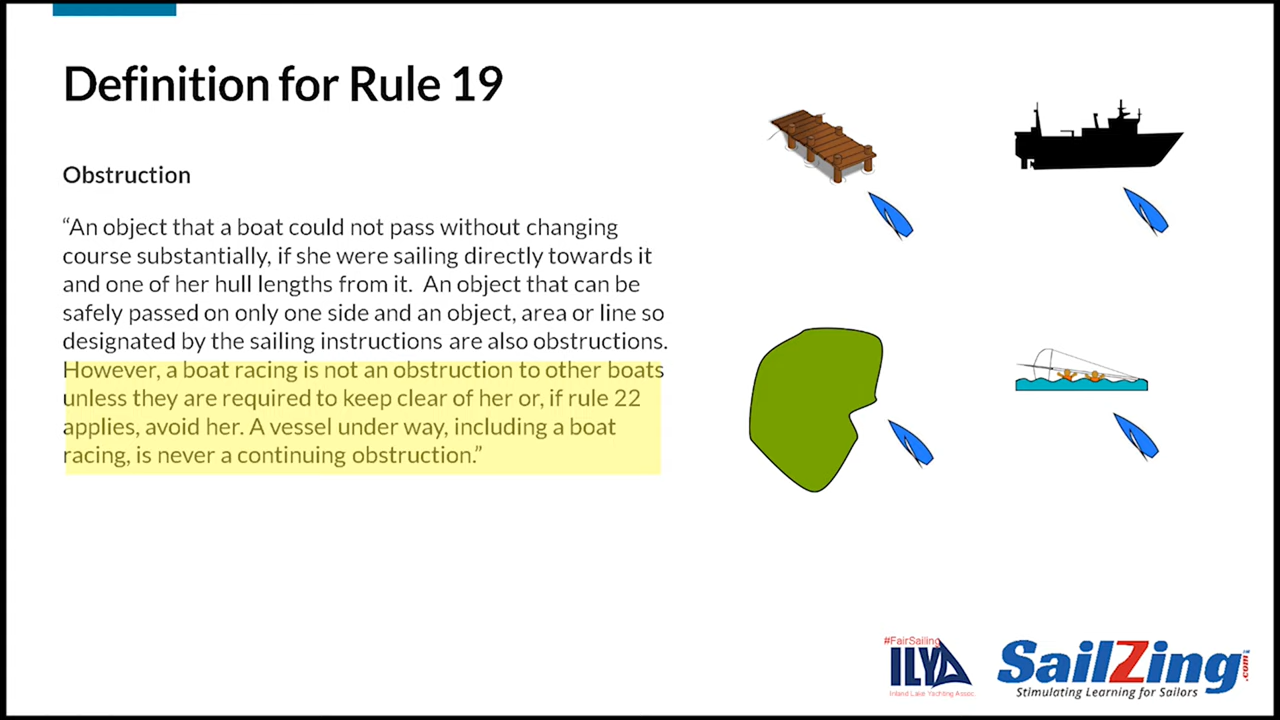 Definition for Rule 19
Obstruction
“An object that a boat could not pass without changing
course substantially, if she were sailing directly towards it
and one of her hull lengths from it.  An object that can be
safely passed on only one side and an object, area or line so
designated by the sailing instructions are also obstructions.
However, a boat racing is not an obstruction to other boats
unless they are required to keep clear of her or, if rule 22
applies, avoid her. A vessel under way, including a boat
racing, is never a continuing obstruction.”
#FairSailing
ILYA
Inland Lake Yachting Assoc.
SailZing.com
Stimulating Learning for Sailors